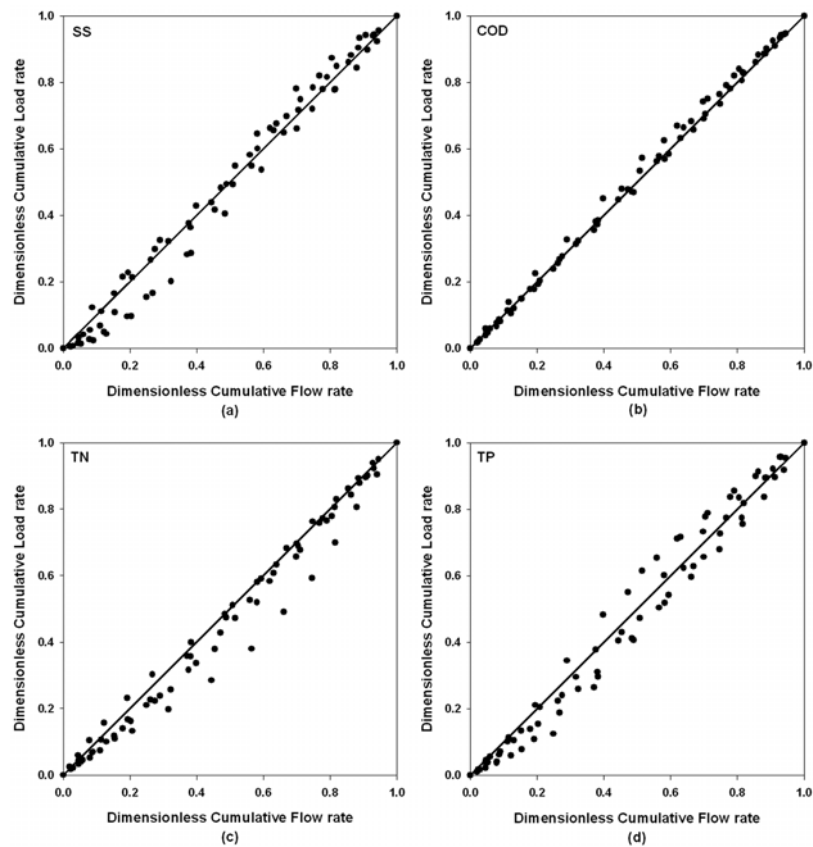 SS
Dimensionless Cumulative Load rate
1.0
0.8
0.6
0.4
0.2
0.0
0.0 0.2 0.4 0.6 0.8 1.0
Dimensionless Cumulative Flow rate
(a)
COD
Dimensionless Cumulative Load rate
1.0
0.8
0.6
0.4
0.2
0.0
0.0 0.2 0.4 0.6 0.8 1.0
Dimensionless Cumulative Flow rate
(b)
TN
Dimensionless Cumulative Load rate
1.0
0.8
0.6
0.4
0.2
0.0
0.0 0.2 0.4 0.6 0.8 1.0
Dimensionless Cumulative Flow rate
(c)
TP
Dimensionless Cumulative Load rate
1.0
0.8
0.6
0.4
0.2
0.0
0.0 0.2 0.4 0.6 0.8 1.0
Dimensionless Cumulative Flow rate
(d)